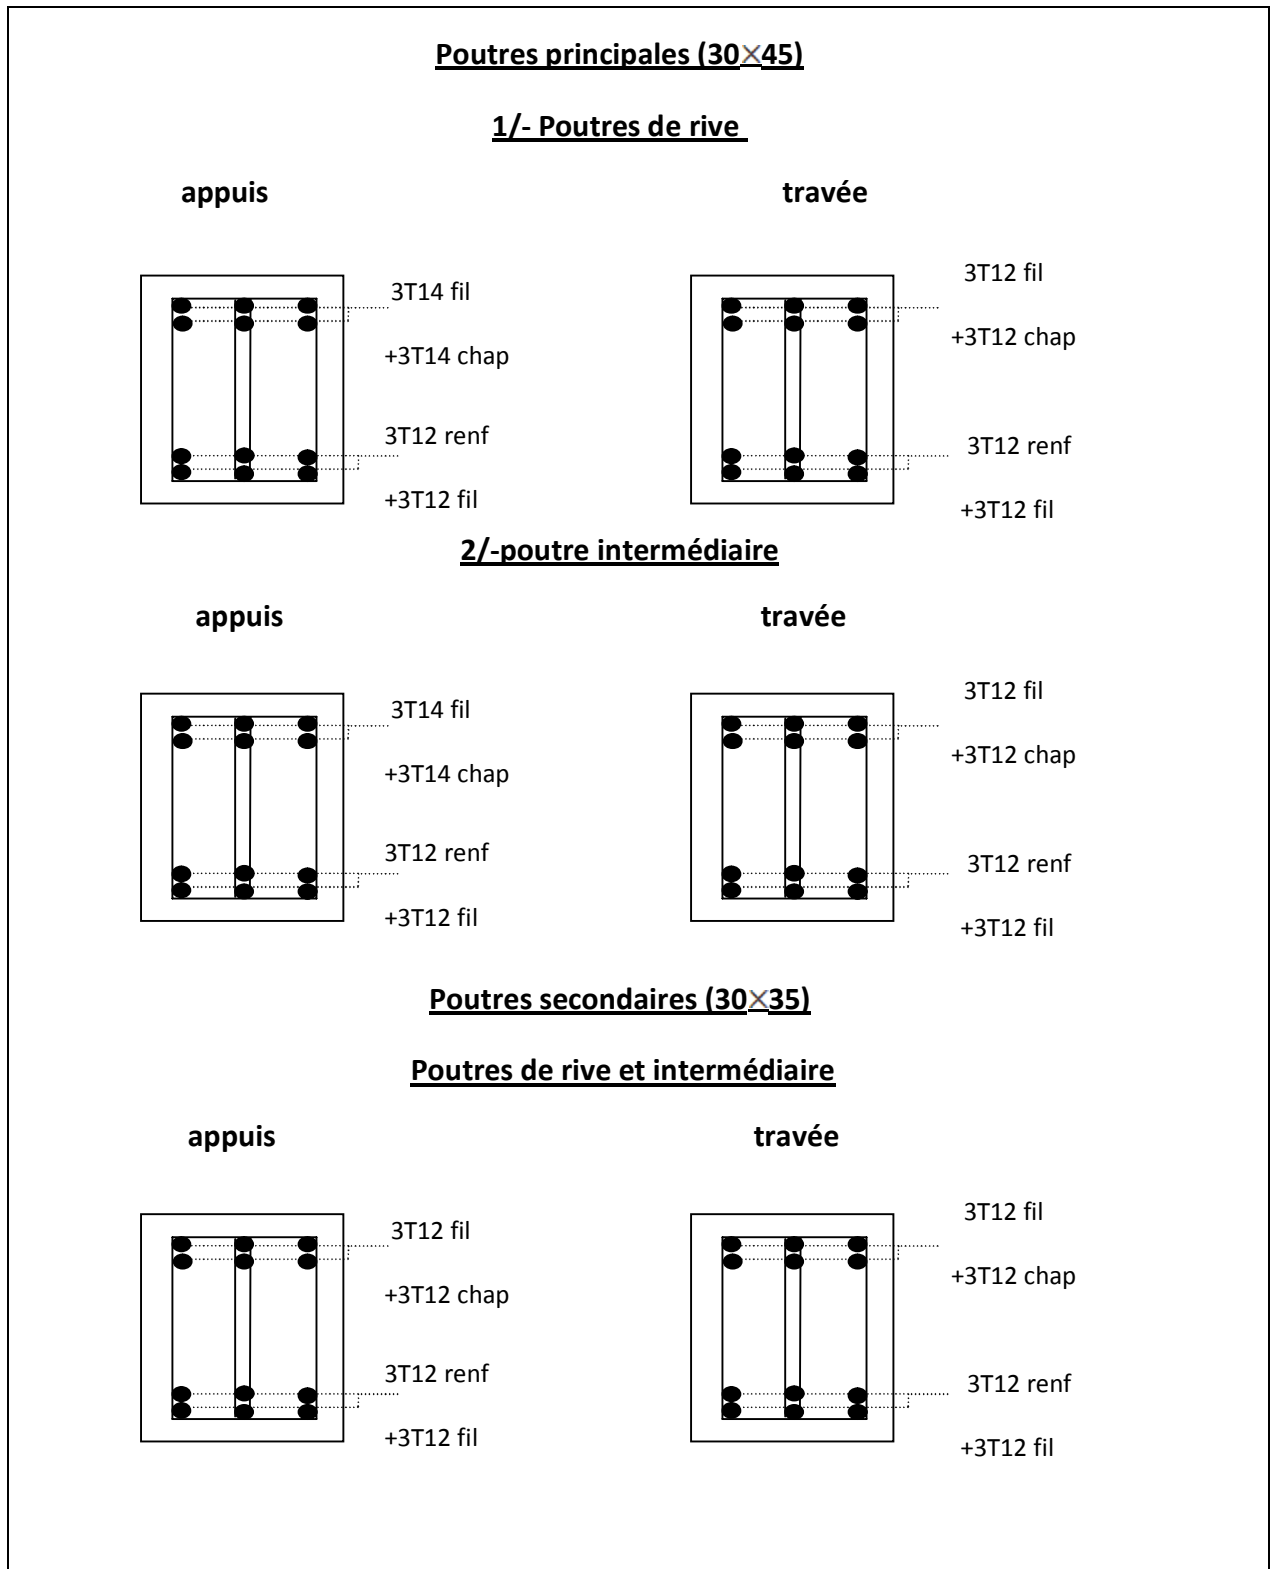 Poutres principales (30×45)
1/- Poutres de rive
appuis
travée
3T14 fil
+3T14 chap
3T12 renf
+3T12 fil
3T12 fil
+3T12 chap
3T12 renf
+3T12 fil
2/-poutre intermédiaire
appuis
travée
3T14 fil
+3T14 chap
3T12 renf
+3T12 fil
3T12 fil
+3T12 chap
3T12 renf
+3T12 fil
Poutres secondaires (30×35)
Poutres de rive et intermédiaire
appuis
travée
3T12 fil
+3T12 chap
3T12 renf
+3T12 fil
3T12 fil
+3T12 chap
3T12 renf
+3T12 fil